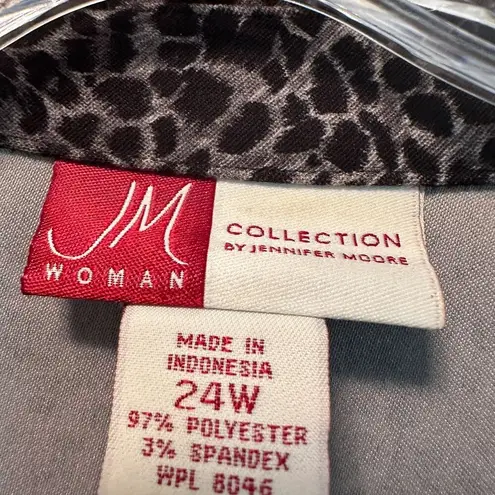 JM
WOMAN
COLLECTION
BY JENNIFER MOORE
MADE IN
INDONESIA
24W
97% POLYESTER
3% SPANDEX
WPL 8046